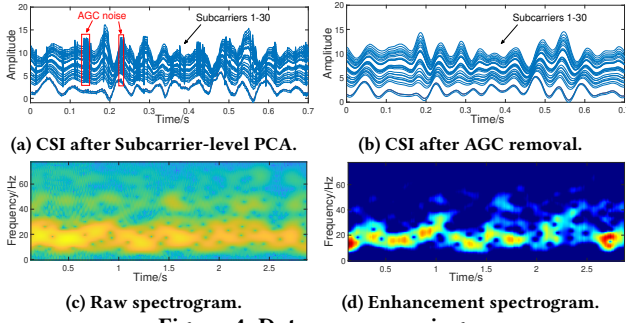 AGC noise
Subcarriers 1-30
Amplitude
20
15
10
5
0
0 0.1 0.2 0.3 0.4 0.5 0.6 0.7
Time/s
(a) CSI after Subcarrier-level PCA.
Subcarriers 1-30
Amplitude
20
15
10
5
0
0 0.1 0.2 0.3 0.4 0.5 0.6 0.7
Time/s
(b) CSI after AGC removal.
Frequency/Hz
60
40
20
0
0.5 1 1.5 2 2.5
Time/s
(c) Raw spectrogram.
Frequency/Hz
60
40
20
0
0.5 1 1.5 2 2.5
Time/s
(d) Enhancement spectrogram.